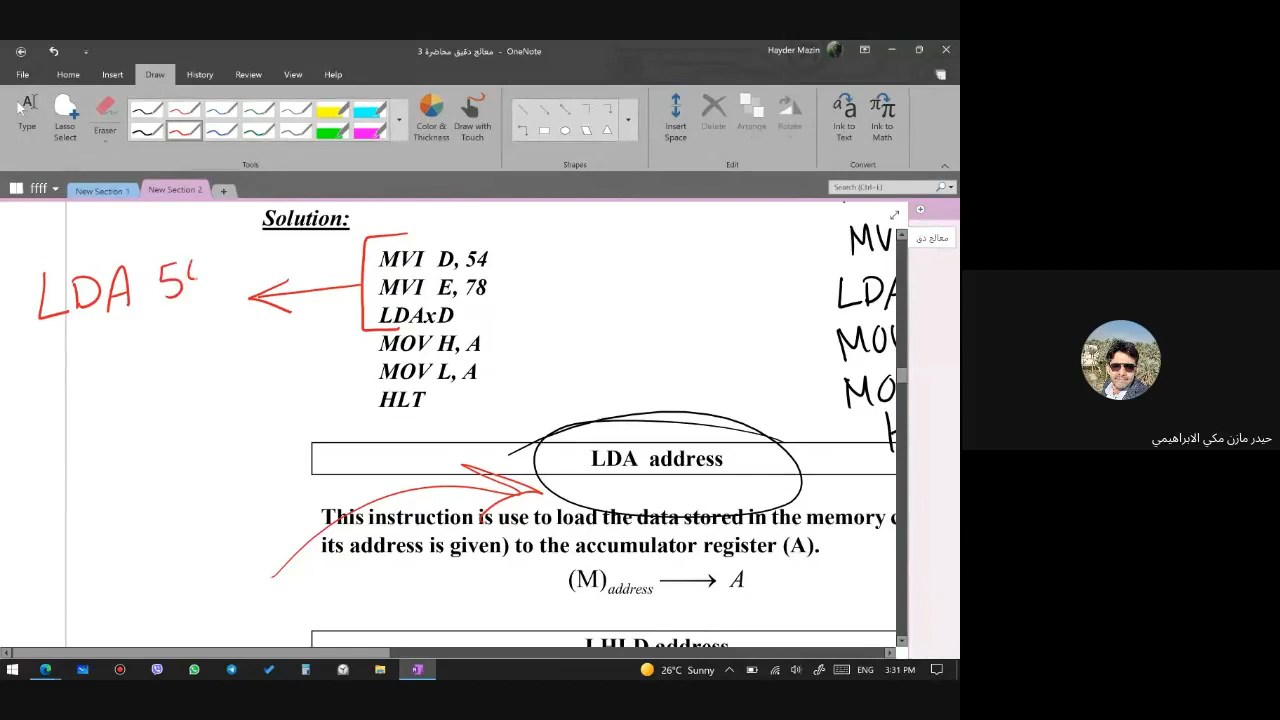 معالج دقيق محاضرة 3 - OneNote
Hayder Mazin
File Home Insert Draw History Review View Help
Type
Lasso Select
Eraser
Color & Thickness
Draw with Touch
Insert Space
Delete
Arrange
Rotate
Ink to Text
Ink to Math
Tools
Shapes
Edit
Convert
ffff
New Section 1
New Section 2
Search (Ctrl+E)
معالج دق
Solution:
MVI D, 54
MVI E, 78
LDAxD
MOV H, A
MOV L, A
HLT
LDA 5
MV
LDA
MOV
MO
H
LDA address
This instruction is use to load the data stored in the memory c
its address is given) to the accumulator register (A).
(M)address ⟶ A
LHLD address
حيدر مازن مكي الابراهيمي
26°C Sunny
ENG
3:31 PM